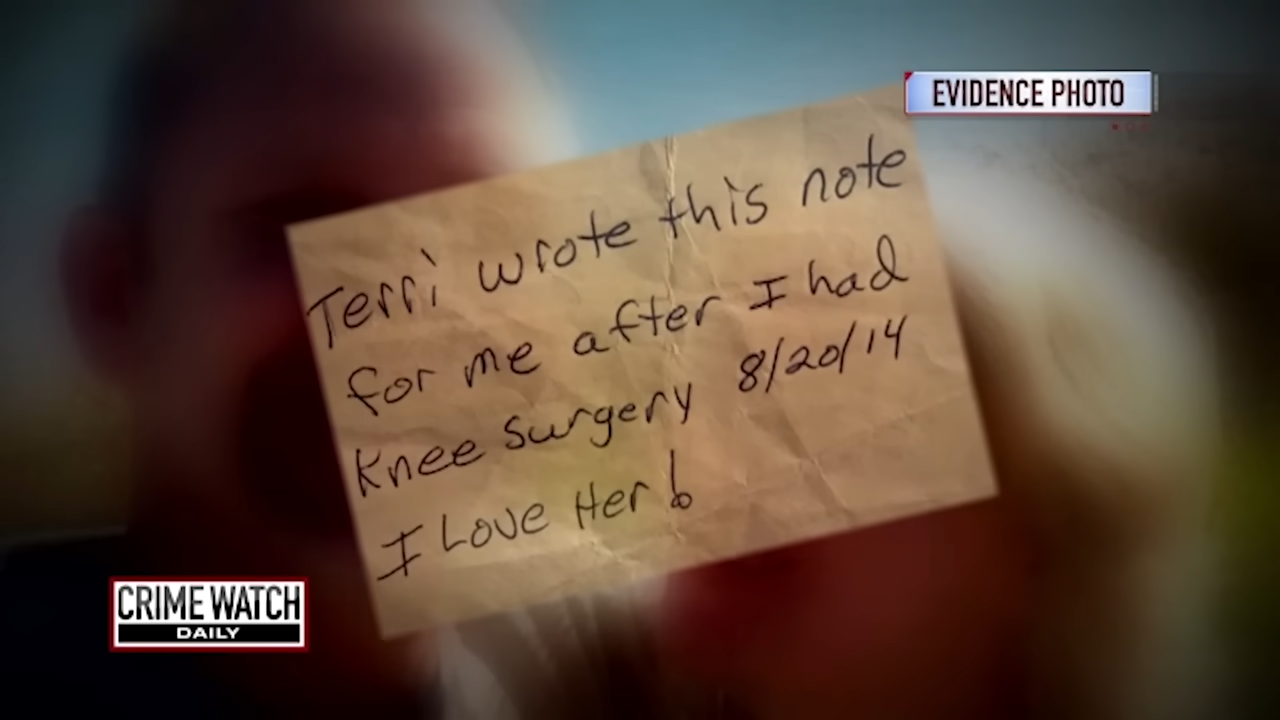 EVIDENCE PHOTO
Terri wrote this note
for me after I had
Knee Surgery 8/20/14
I Love Her!
CRIME WATCH
DAILY